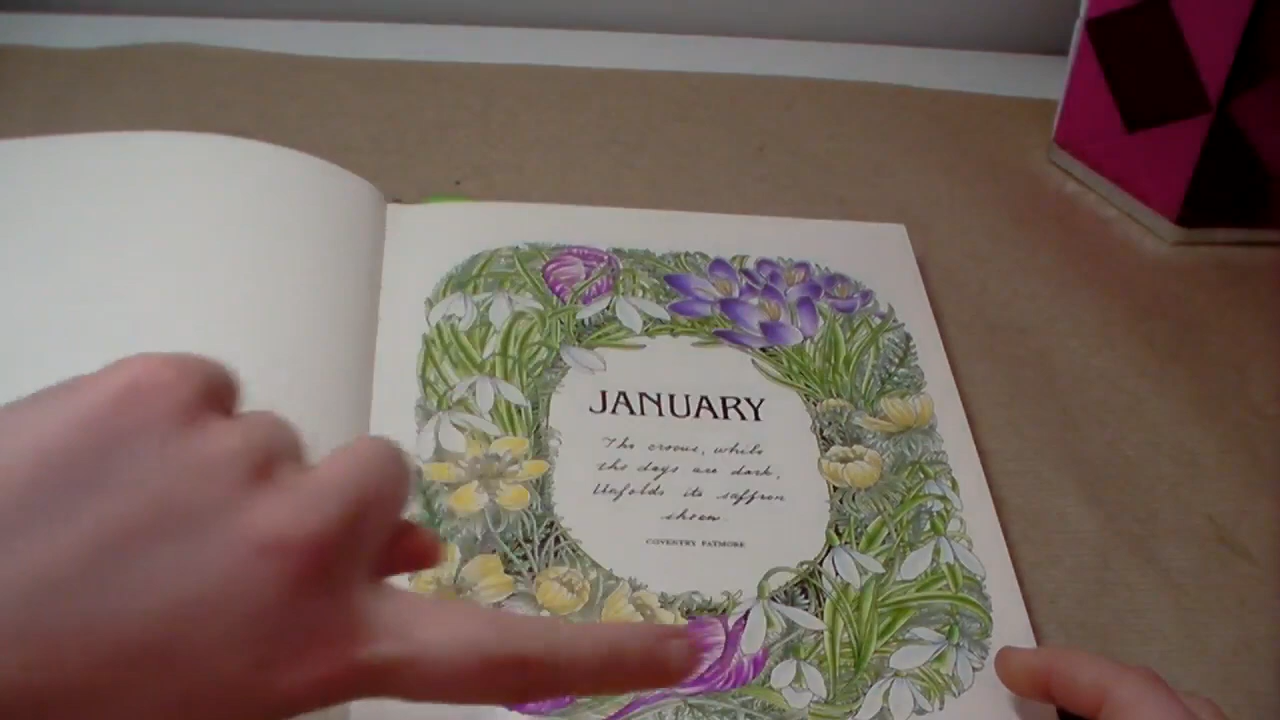 JANUARY
The crocus, while
the days are dark,
Unfolds its saffron
sheen.
COVENTRY PATMORE